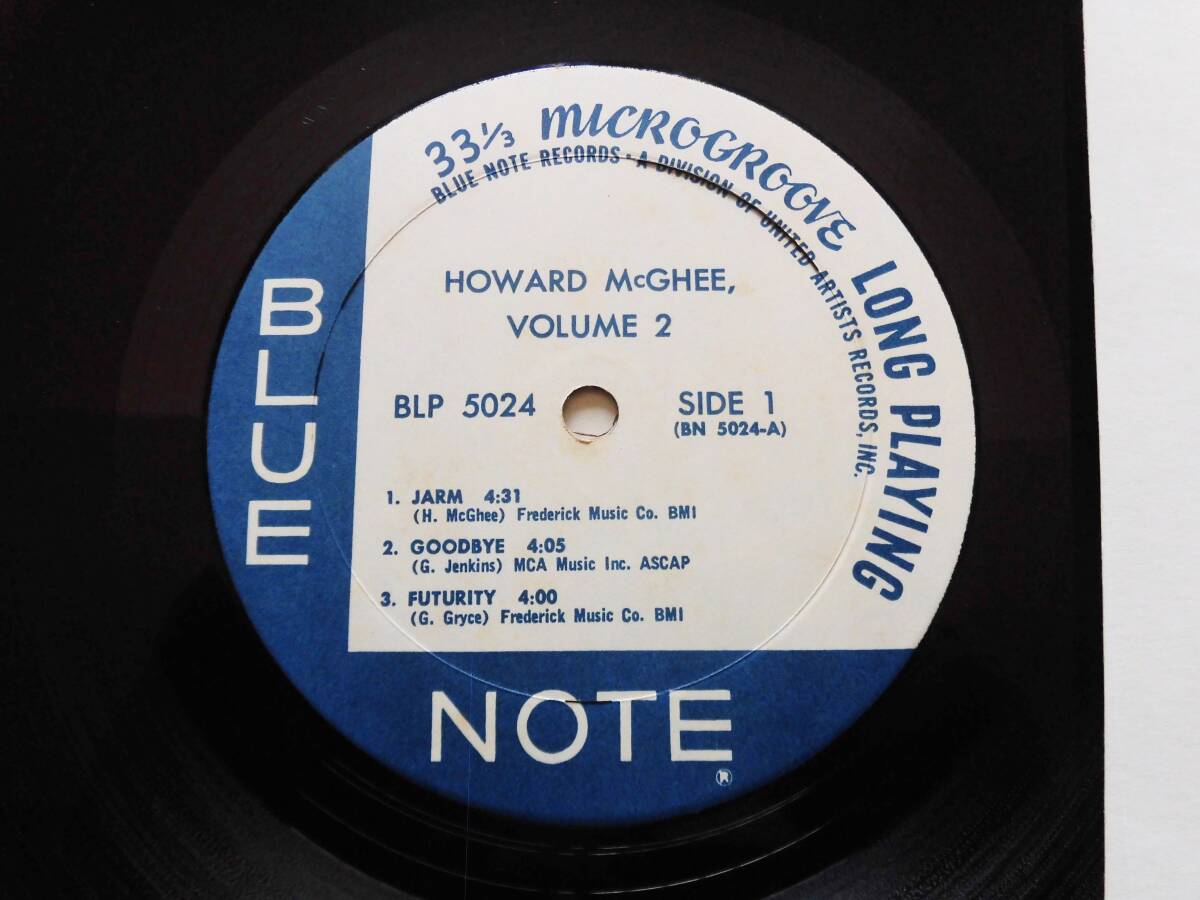 33⅓ MICROGROOVE LONG PLAYING
BLUE NOTE RECORDS • A DIVISION OF UNITED ARTISTS RECORDS, INC.
HOWARD McGHEE,
VOLUME 2
BLP 5024 SIDE 1
(BN 5024-A)
1. JARM 4:31
(H. McGhee) Frederick Music Co. BMI
2. GOODBYE 4:05
(G. Jenkins) MCA Music Inc. ASCAP
3. FUTURITY 4:00
(G. Gryce) Frederick Music Co. BMI
BLUE
NOTE
®